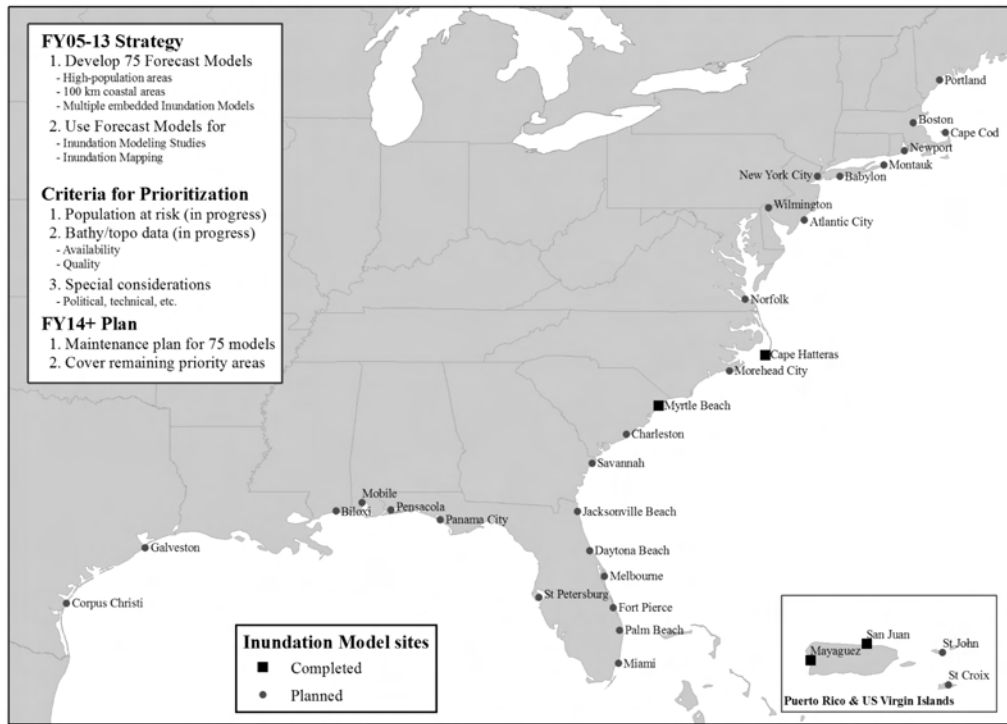 FY05-13 Strategy
1. Develop 75 Forecast Models
- High-population areas
- 100 km coastal areas
- Multiple embedded Inundation Models
2. Use Forecast Models for
- Inundation Modeling Studies
- Inundation Mapping
Criteria for Prioritization
1. Population at risk (in progress)
2. Bathy/topo data (in progress)
- Availability
- Quality
3. Special considerations
- Political, technical, etc.
FY14+ Plan
1. Maintenance plan for 75 models
2. Cover remaining priority areas
Portland
Boston
Cape Cod
Newport
Montauk
New York City
Babylon
Wilmington
Atlantic City
Norfolk
Cape Hatteras
Morehead City
Myrtle Beach
Charleston
Savannah
Mobile
Biloxi
Pensacola
Panama City
Jacksonville Beach
Galveston
Daytona Beach
Melbourne
Corpus Christi
St Petersburg
Fort Pierce
Palm Beach
Miami
Inundation Model sites
Completed
Planned
San Juan
Mayaguez
St John
St Croix
Puerto Rico & US Virgin Islands